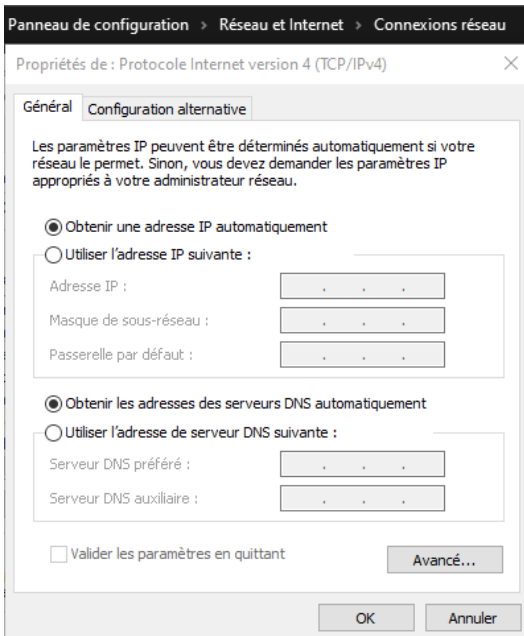 Panneau de configuration > Réseau et Internet > Connexions réseau
Propriétés de : Protocole Internet version 4 (TCP/IPv4)
Général Configuration alternative
Les paramètres IP peuvent être déterminés automatiquement si votre
réseau le permet. Sinon, vous devez demander les paramètres IP
appropriés à votre administrateur réseau.
Obtenir une adresse IP automatiquement
Utiliser l'adresse IP suivante :
Adresse IP : . . .
Masque de sous-réseau : . . .
Passerelle par défaut : . . .
Obtenir les adresses des serveurs DNS automatiquement
Utiliser l'adresse de serveur DNS suivante :
Serveur DNS préféré : . . .
Serveur DNS auxiliaire : . . .
Valider les paramètres en quittant
Avancé...
OK Annuler